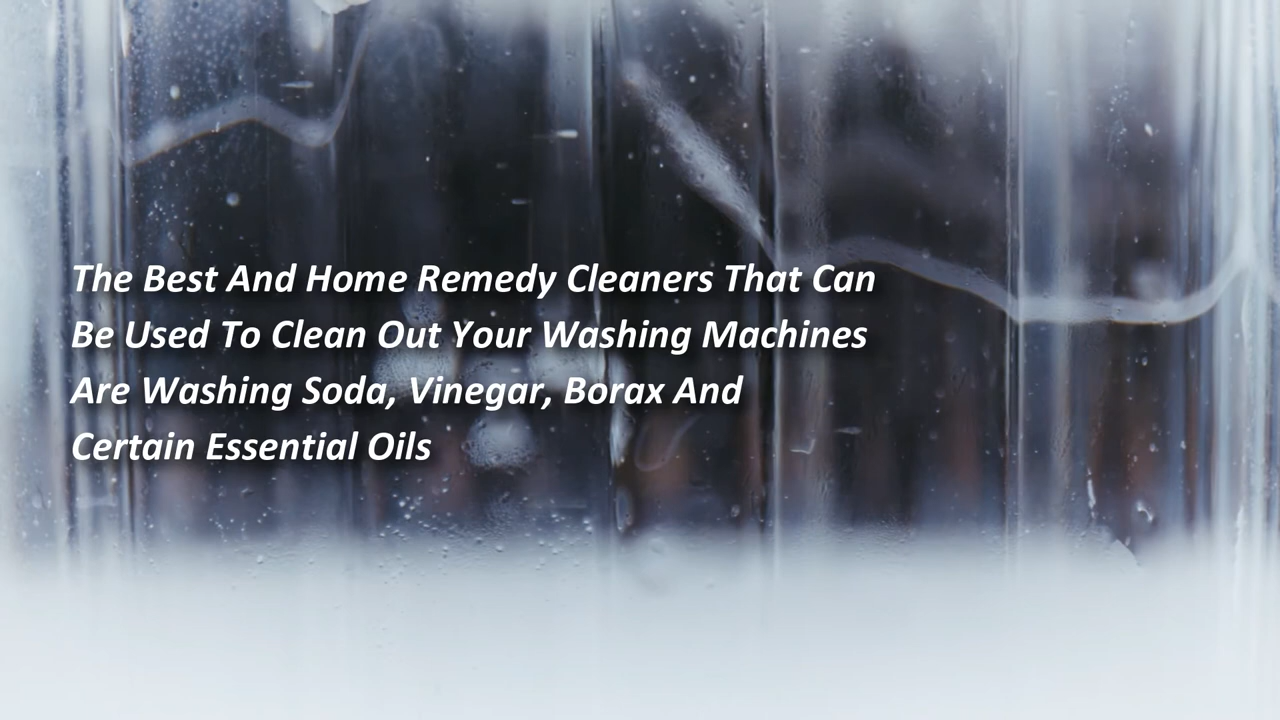 The Best And Home Remedy Cleaners That Can
Be Used To Clean Out Your Washing Machines
Are Washing Soda, Vinegar, Borax And
Certain Essential Oils